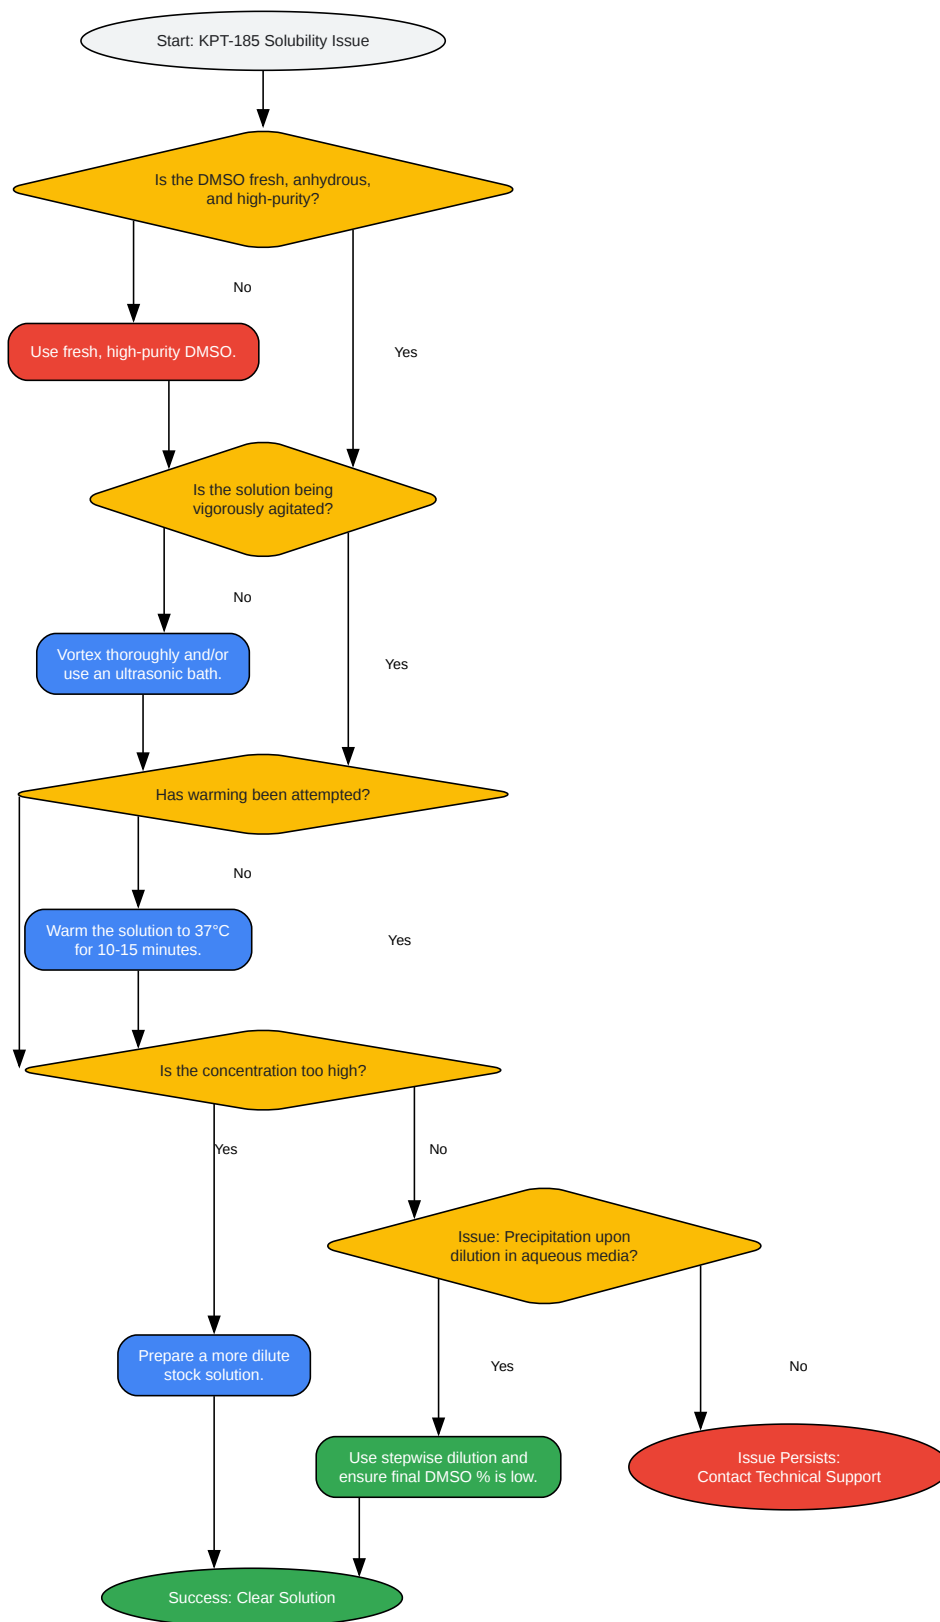 Start: KPT-185 Solubility Issue
Is the DMSO fresh, anhydrous,
and high-purity?
No
Use fresh, high-purity DMSO.
Yes
Is the solution being
vigorously agitated?
No
Vortex thoroughly and/or
use an ultrasonic bath.
Yes
Has warming been attempted?
No
Warm the solution to 37°C
for 10-15 minutes.
Yes
Is the concentration too high?
Yes
No
Issue: Precipitation upon
dilution in aqueous media?
Prepare a more dilute
stock solution.
Yes
No
Use stepwise dilution and
ensure final DMSO % is low.
Issue Persists:
Contact Technical Support
Success: Clear Solution